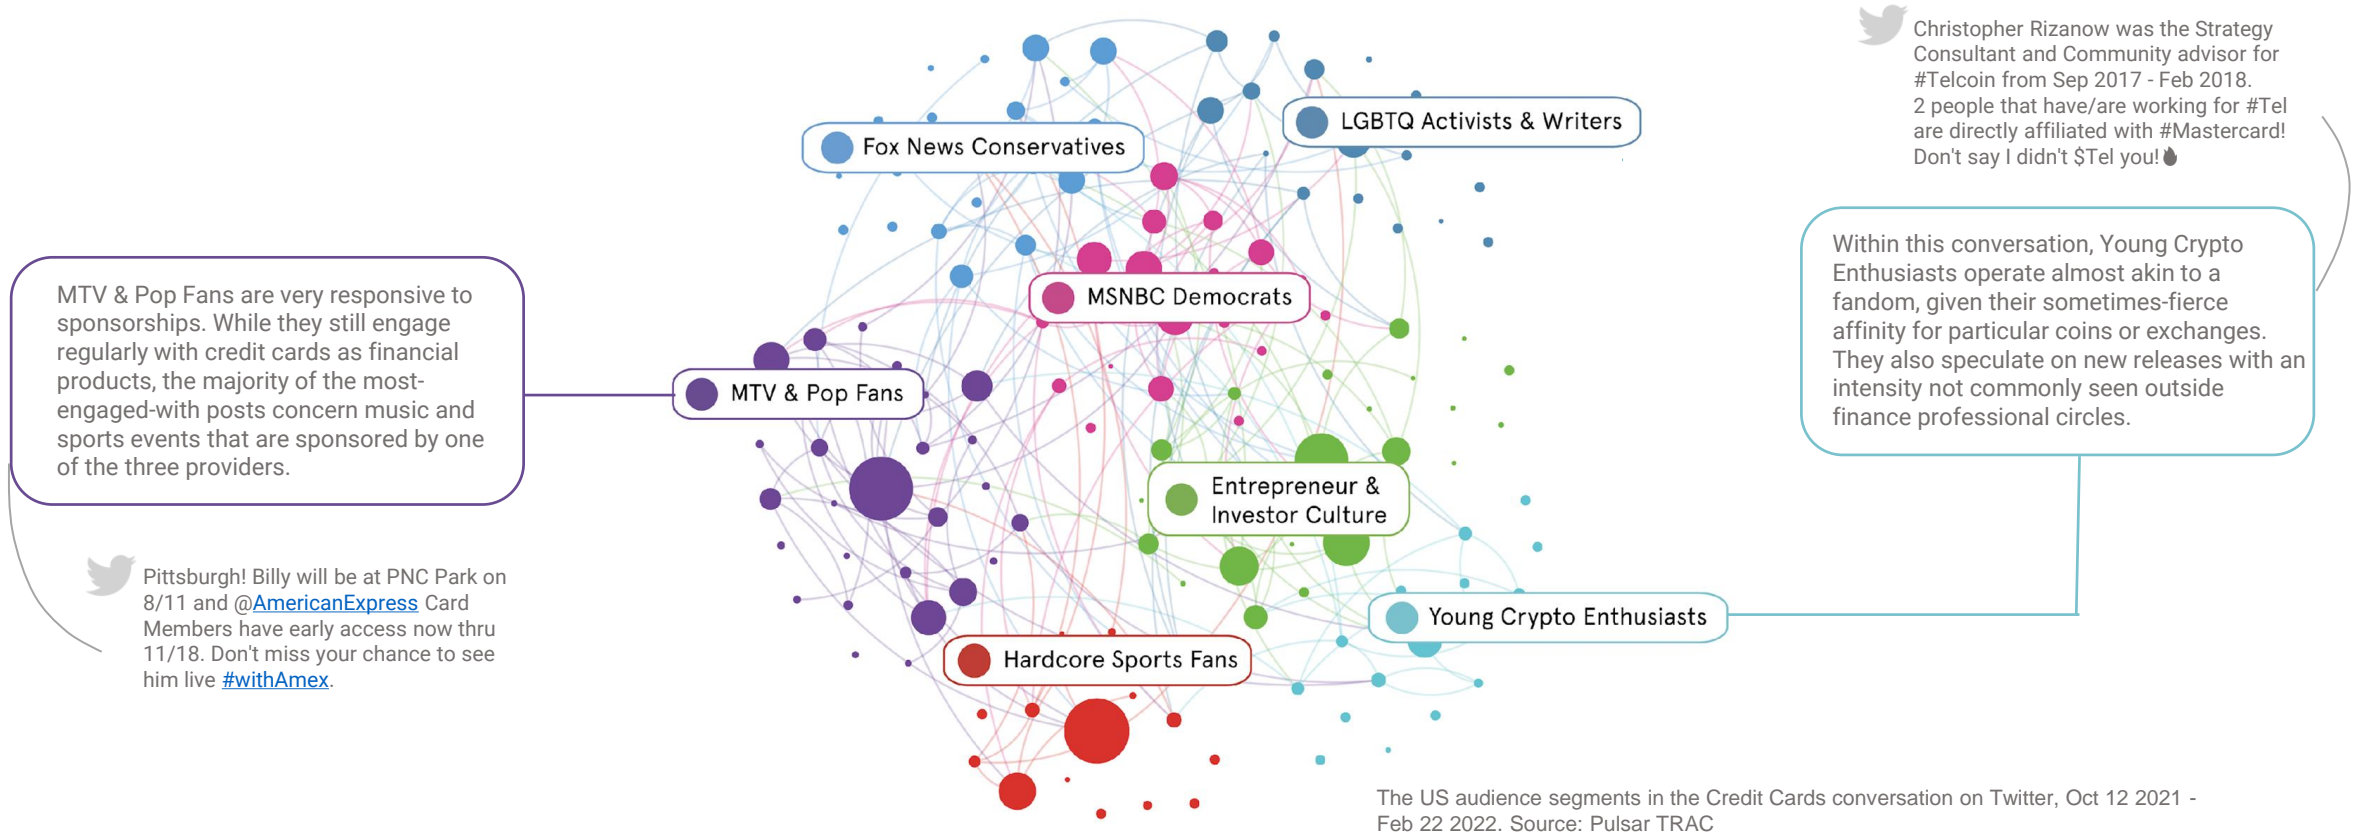 Christopher Rizanow was the Strategy
Consultant and Community advisor for
#Telcoin from Sep 2017 - Feb 2018.
2 people that have/are working for #Tel
are directly affiliated with #Mastercard!
Don't say I didn't $Tel you!
LGBTQ Activists & Writers
Fox News Conservatives
Within this conversation, Young Crypto
Enthusiasts operate almost akin to a
fandom, given their sometimes-fierce
affinity for particular coins or exchanges.
They also speculate on new releases with an
intensity not commonly seen outside
finance professional circles.
MTV & Pop Fans are very responsive to
sponsorships. While they still engage
regularly with credit cards as financial
products, the majority of the most-
engaged-with posts concern music and
sports events that are sponsored by one
of the three providers.
MSNBC Democrats
MTV & Pop Fans
Entrepreneur &
Investor Culture
Pittsburgh! Billy will be at PNC Park on
8/11 and @AmericanExpress Card
Members have early access now thru
11/18. Don't miss your chance to see
him live #withAmex.
Young Crypto Enthusiasts
Hardcore Sports Fans
The US audience segments in the Credit Cards conversation on Twitter, Oct 12 2021 -
Feb 22 2022. Source: Pulsar TRAC